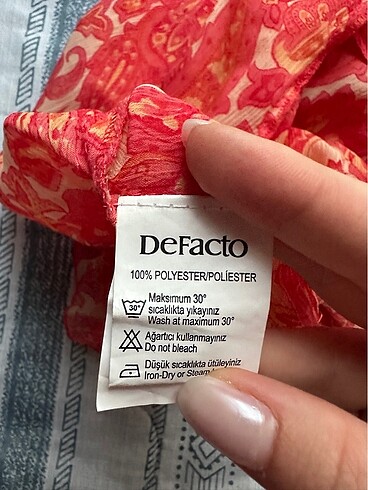 DeFacto
100% POLYESTER/POLİESTER
30°
Maksimum 30°
sıcaklıkta yıkayınız
Wash at maximum 30°
Ağartıcı kullanmayınız
Do not bleach
Düşük sıcaklıkta ütüleyiniz
Iron-Dry or Steam